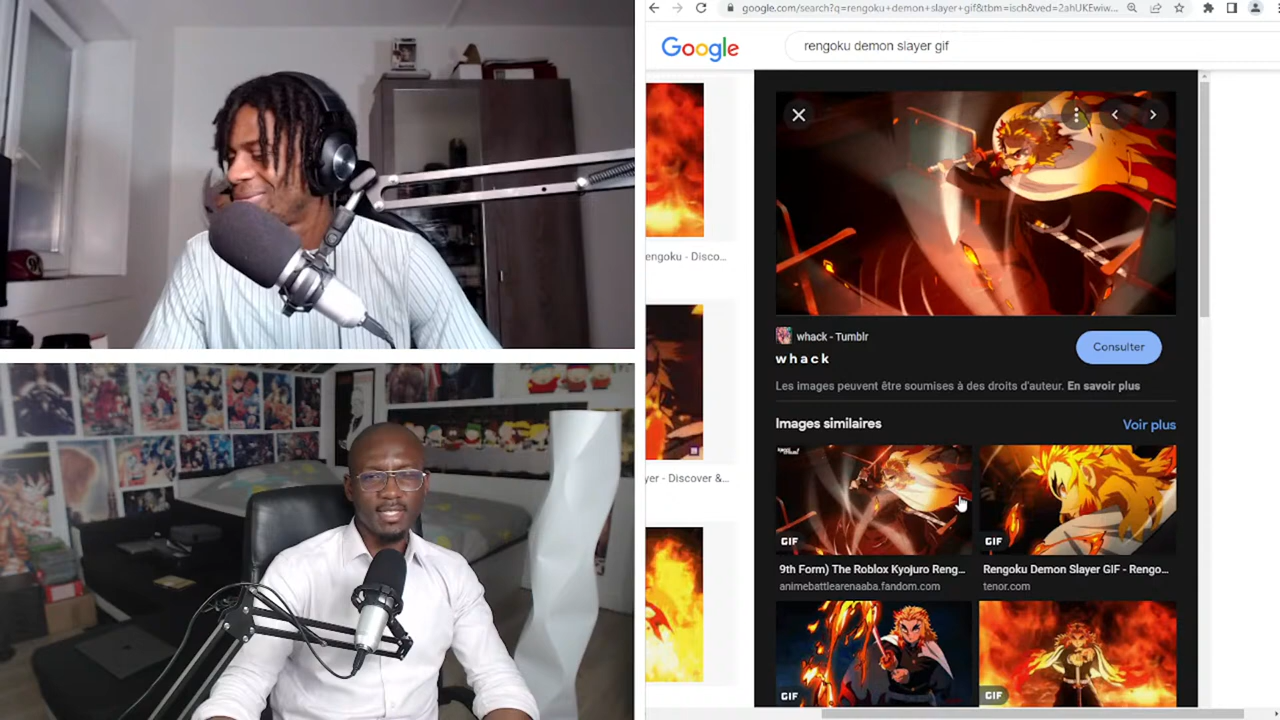 google.com/search?q=rengoku+demon+slayer+gif&tbm=isch&ved=2ahUKEwiw...
Google
rengoku demon slayer gif
engoku - Disco...
whack - Tumblr
Consulter
whack
Les images peuvent être soumises à des droits d'auteur. En savoir plus
Images similaires
Voir plus
yer - Discover &...
GIF
GIF
9th Form) The Roblox Kyojuro Reng...
Rengoku Demon Slayer GIF - Rengo...
animebattlearenaaba.fandom.com
tenor.com
GIF
GIF